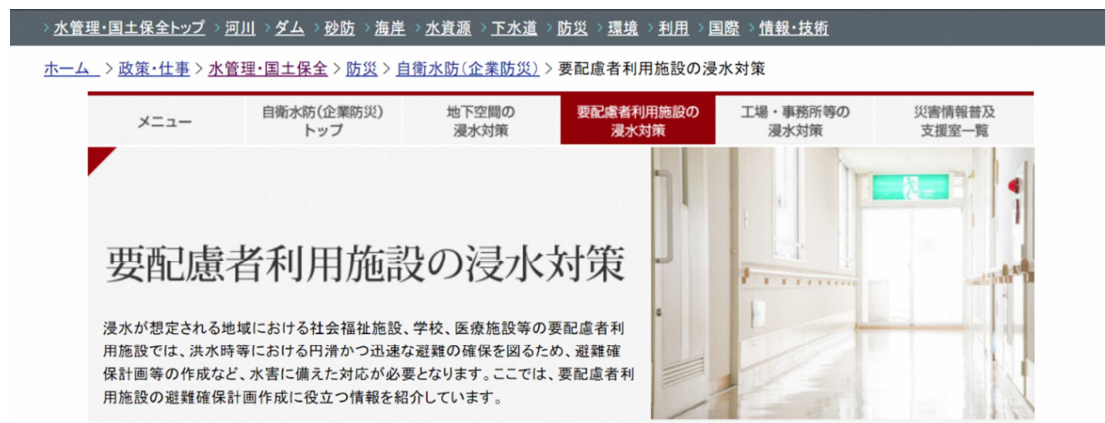 > 水管理・国土保全トップ > 河川 > ダム > 砂防 > 海岸 > 水資源 > 下水道 > 防災 > 環境 > 利用 > 国際 > 情報・技術
ホーム > 政策・仕事 > 水管理・国土保全 > 防災 > 自衛水防(企業防災) > 要配慮者利用施設の浸水対策
メニュー
自衛水防(企業防災)
トップ
地下空間の
浸水対策
要配慮者利用施設の
浸水対策
工場・事務所等の
浸水対策
災害情報普及
支援室一覧
要配慮者利用施設の浸水対策
浸水が想定される地域における社会福祉施設、学校、医療施設等の要配慮者利
用施設では、洪水時等における円滑かつ迅速な避難の確保を図るため、避難確
保計画等の作成など、水害に備えた対応が必要となります。ここでは、要配慮者利
用施設の避難確保計画作成に役立つ情報を紹介しています。